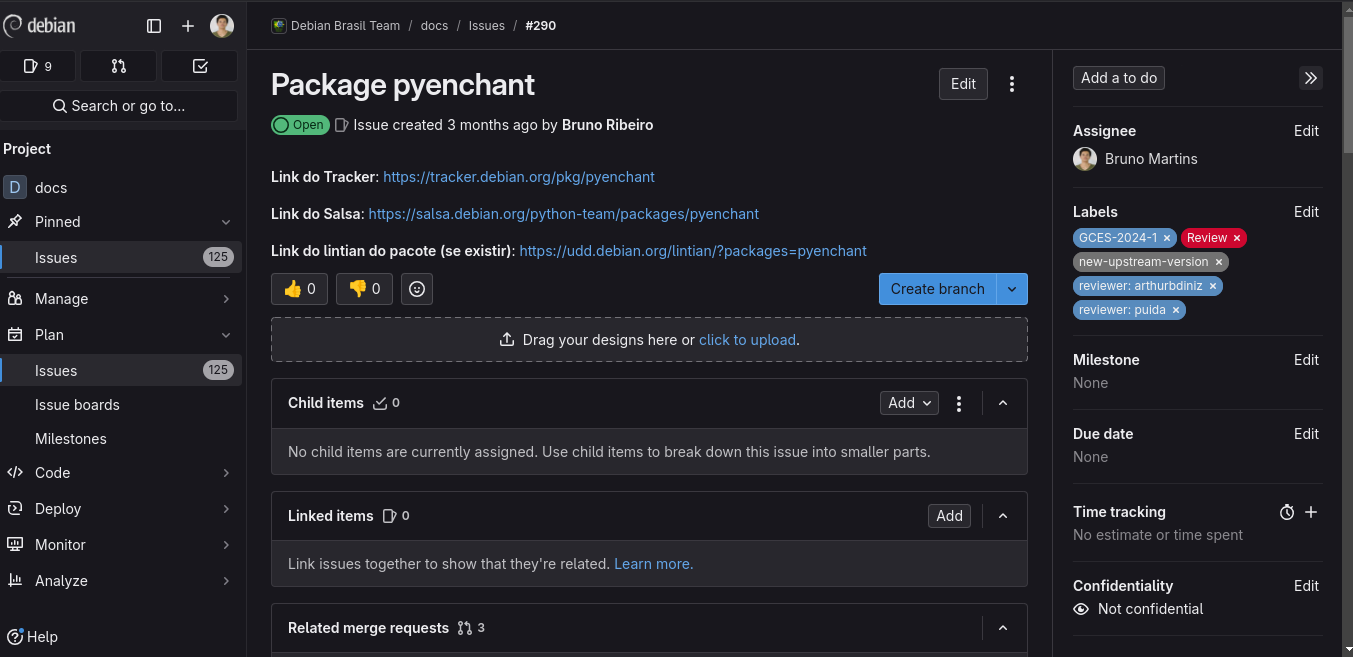 debian
9
Search or go to...
Project
D docs
Pinned
Issues 125
Manage
Plan
Issues 125
Issue boards
Milestones
Code
Deploy
Monitor
Analyze
Help
Debian Brasil Team / docs / Issues / #290
Package pyenchant
Edit
Open Issue created 3 months ago by Bruno Ribeiro
Link do Tracker: https://tracker.debian.org/pkg/pyenchant
Link do Salsa: https://salsa.debian.org/python-team/packages/pyenchant
Link do lintian do pacote (se existir): https://udd.debian.org/lintian/?packages=pyenchant
👍 0 👎 0 Create branch
Drag your designs here or click to upload.
Child items 0 Add
No child items are currently assigned. Use child items to break down this issue into smaller parts.
Linked items 0 Add
Link issues together to show that they're related. Learn more.
Related merge requests 3
Add a to do
Assignee Edit
Bruno Martins
Labels Edit
GCES-2024-1 × Review ×
new-upstream-version ×
reviewer: arthurbdiniz ×
reviewer: puida ×
Milestone Edit
None
Due date Edit
None
Time tracking
No estimate or time spent
Confidentiality Edit
Not confidential